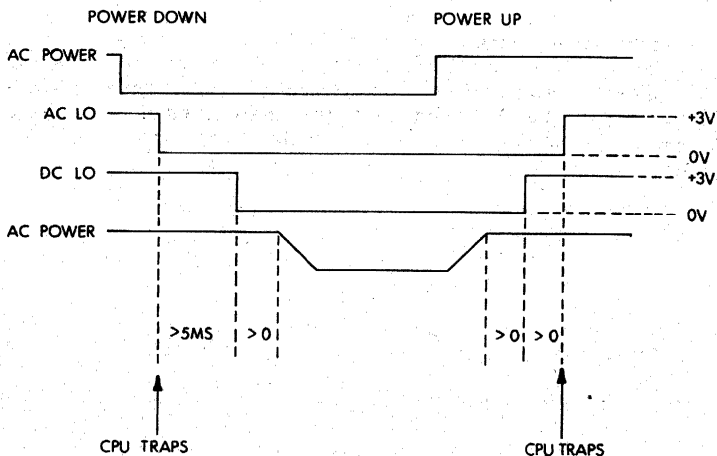 POWER DOWN
POWER UP
AC POWER
AC LO
+3V
0V
DC LO
+3V
0V
AC POWER
>5MS
>0
>0
>0
CPU TRAPS
CPU TRAPS